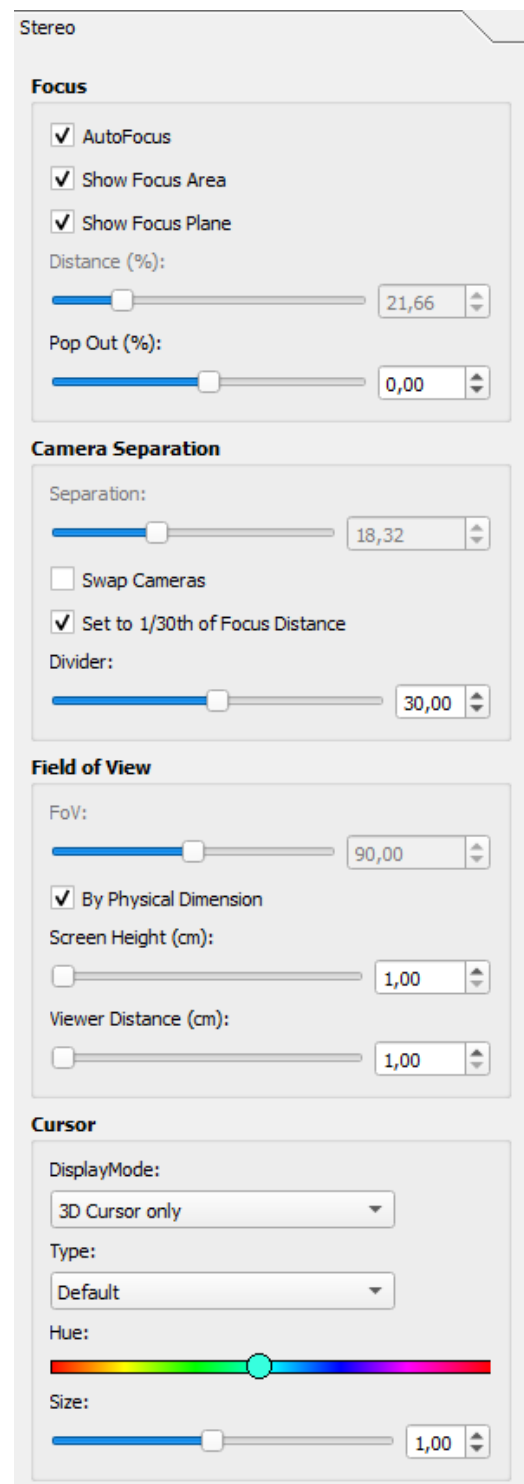 Stereo
Focus
AutoFocus
Show Focus Area
Show Focus Plane
Distance (%):
21,66
Pop Out (%):
0,00
Camera Separation
Separation:
18,32
Swap Cameras
Set to 1/30th of Focus Distance
Divider:
30,00
Field of View
FoV:
90,00
By Physical Dimension
Screen Height (cm):
1,00
Viewer Distance (cm):
1,00
Cursor
DisplayMode:
3D Cursor only
Type:
Default
Hue:
Size:
1,00